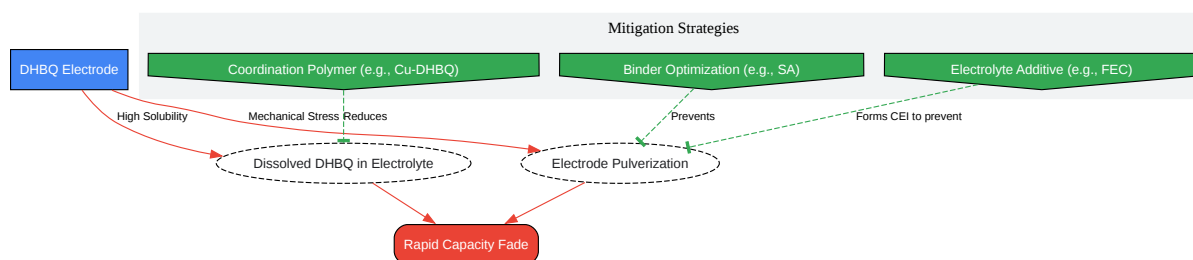 Mitigation Strategies
DHBQ Electrode
Coordination Polymer (e.g., Cu-DHBQ)
Binder Optimization (e.g., SA)
Electrolyte Additive (e.g., FEC)
High Solubility
Mechanical Stress
Reduces
Prevents
Forms CEI to prevent
Dissolved DHBQ in Electrolyte
Electrode Pulverization
Rapid Capacity Fade